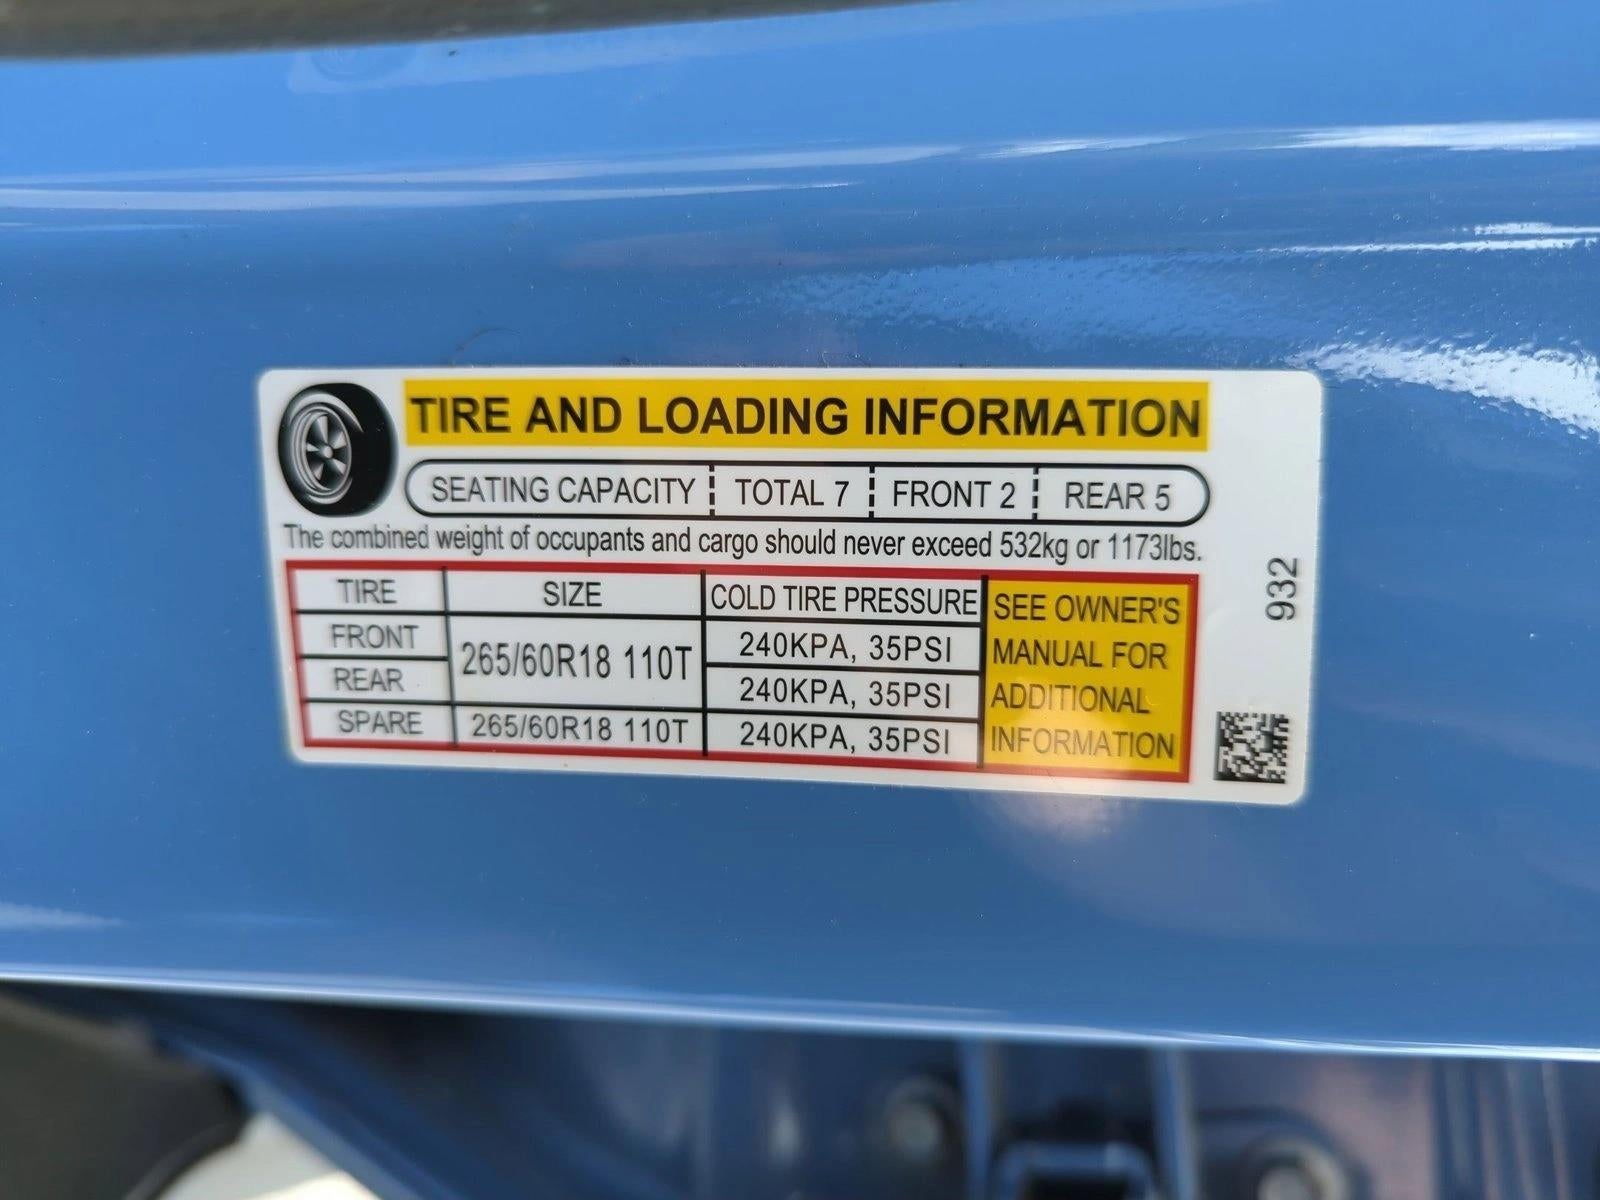 TIRE AND LOADING INFORMATION
SEATING CAPACITY TOTAL 7 FRONT 2 REAR 5
The combined weight of occupants and cargo should never exceed 532kg or 1173lbs.
TIRE SIZE COLD TIRE PRESSURE
FRONT 265/60R18 110T 240KPA, 35PSI
REAR 240KPA, 35PSI
SPARE 265/60R18 110T 240KPA, 35PSI
SEE OWNER'S
MANUAL FOR
ADDITIONAL
INFORMATION
932